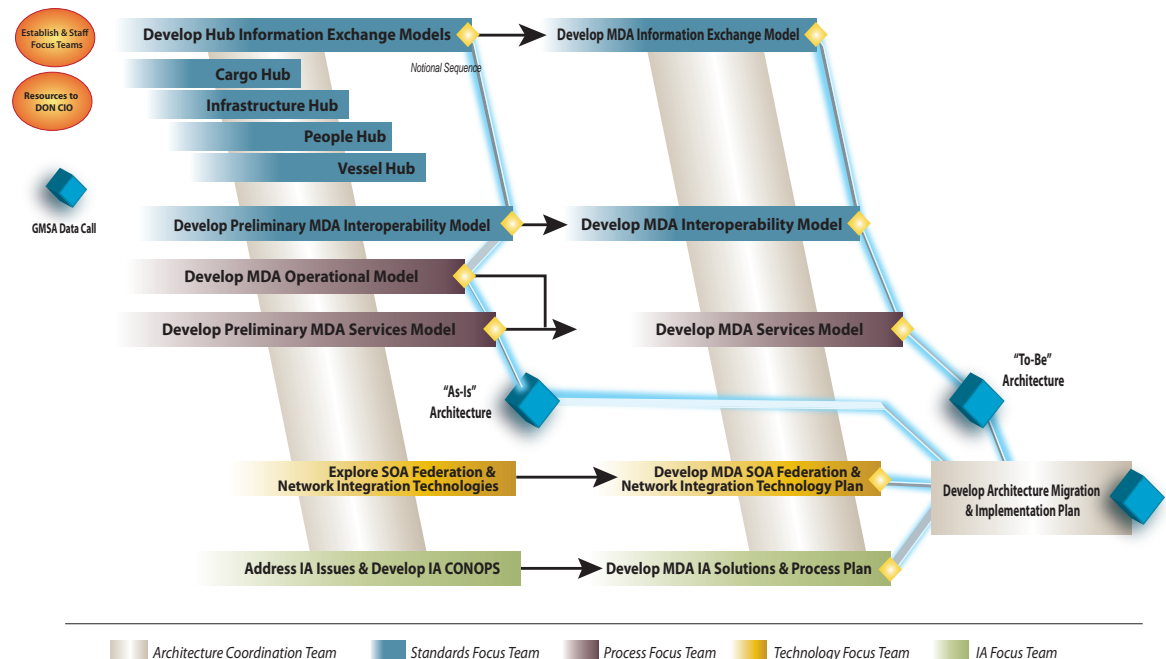 Establish & Staff
Focus Teams
Resources to
DON CIO
GMSA Data Call
Develop Hub Information Exchange Models
Develop MDA Information Exchange Model
Notional Sequence
Cargo Hub
Infrastructure Hub
People Hub
Vessel Hub
Develop Preliminary MDA Interoperability Model
Develop MDA Interoperability Model
Develop MDA Operational Model
Develop Preliminary MDA Services Model
Develop MDA Services Model
“As-Is”
Architecture
“To-Be”
Architecture
Explore SOA Federation &
Network Integration Technologies
Develop MDA SOA Federation &
Network Integration Technology Plan
Develop Architecture Migration
& Implementation Plan
Address IA Issues & Develop IA CONOPS
Develop MDA IA Solutions & Process Plan
Architecture Coordination Team
Standards Focus Team
Process Focus Team
Technology Focus Team
IA Focus Team